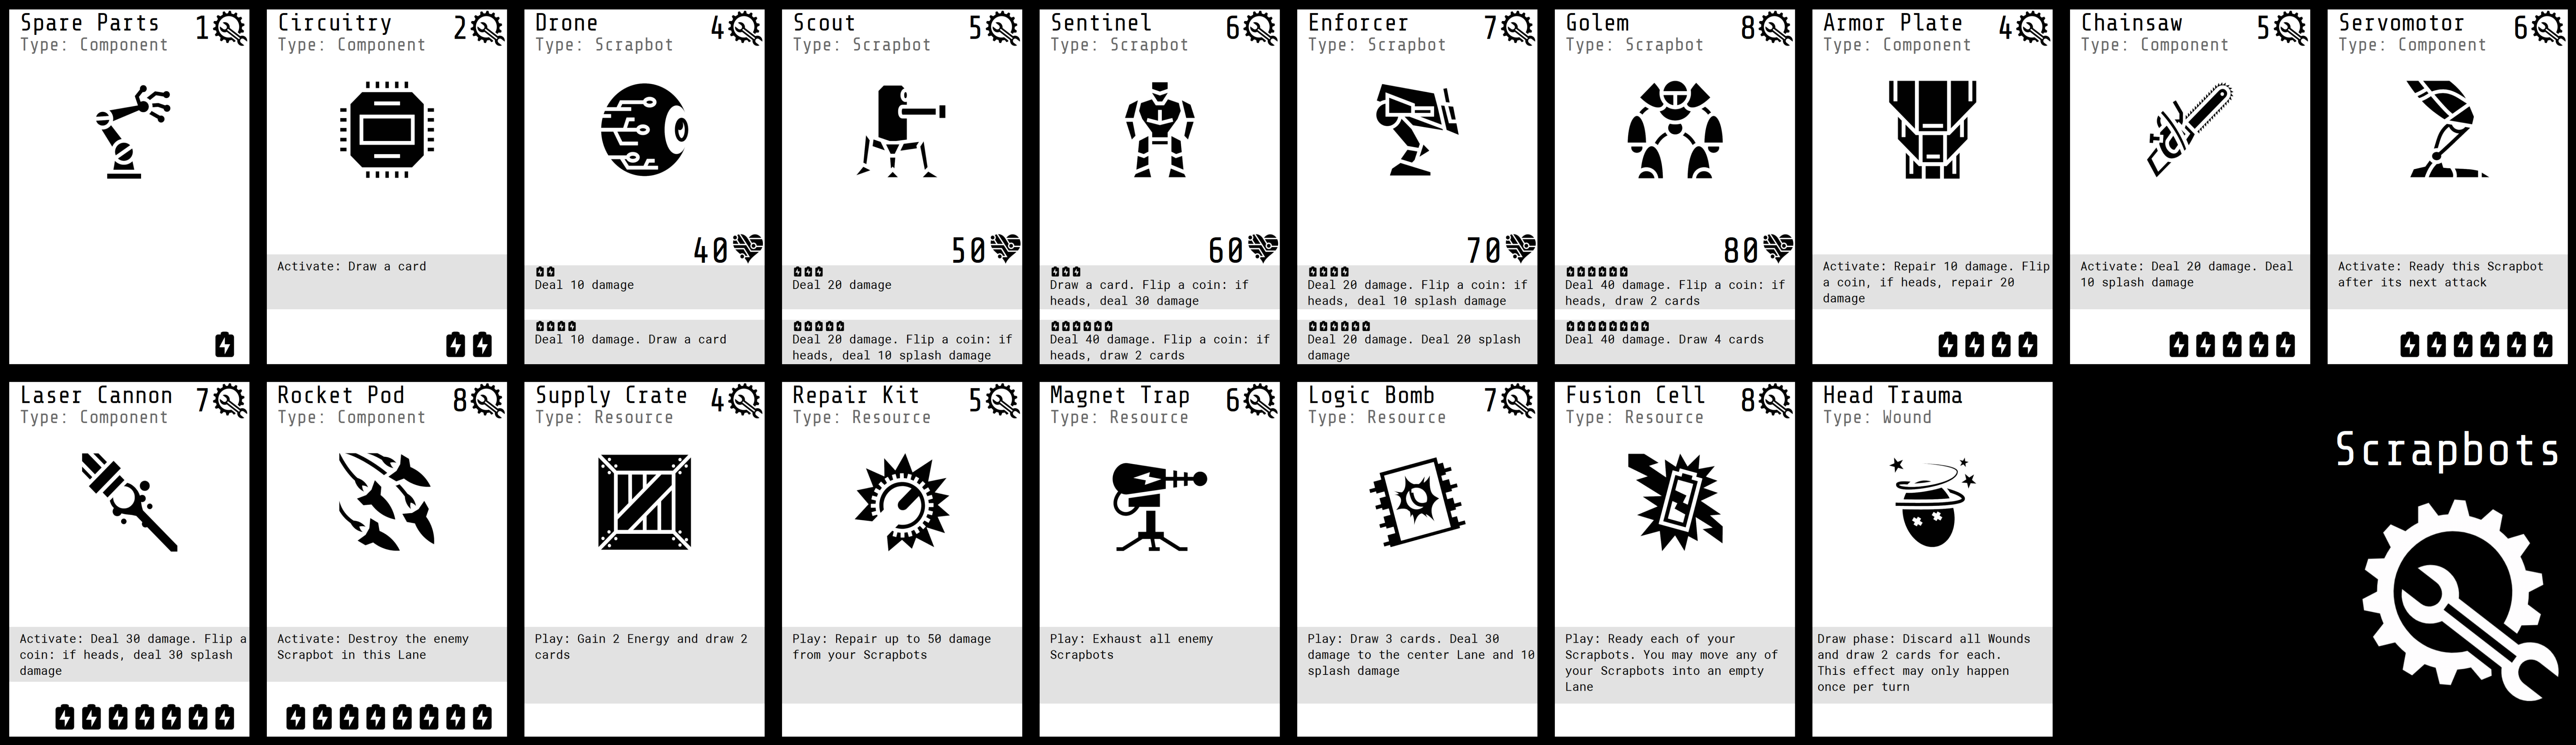 Spare Parts 1
Type: Component
Circuitry 2
Type: Component
Activate: Draw a card
Drone 4
Type: Scrapbot
40
Deal 10 damage
Deal 10 damage. Draw a card
Scout 5
Type: Scrapbot
50
Deal 20 damage
Deal 20 damage. Flip a coin: if
heads, deal 10 splash damage
Sentinel 6
Type: Scrapbot
60
Draw a card. Flip a coin: if
heads, deal 30 damage
Deal 40 damage. Flip a coin: if
heads, draw 2 cards
Enforcer 7
Type: Scrapbot
70
Deal 20 damage. Flip a coin: if
heads, deal 10 splash damage
Deal 20 damage. Deal 20 splash
damage
Golem 8
Type: Scrapbot
80
Deal 40 damage. Flip a coin: if
heads, draw 2 cards
Deal 40 damage. Draw 4 cards
Armor Plate 4
Type: Component
Activate: Repair 10 damage. Flip
a coin, if heads, repair 20
damage
Chainsaw 5
Type: Component
Activate: Deal 20 damage. Deal
10 splash damage
Servomotor 6
Type: Component
Activate: Ready this Scrapbot
after its next attack
Laser Cannon 7
Type: Component
Activate: Deal 30 damage. Flip a
coin: if heads, deal 30 splash
damage
Rocket Pod 8
Type: Component
Activate: Destroy the enemy
Scrapbot in this Lane
Supply Crate 4
Type: Resource
Play: Gain 2 Energy and draw 2
cards
Repair Kit 5
Type: Resource
Play: Repair up to 50 damage
from your Scrapbots
Magnet Trap 6
Type: Resource
Play: Exhaust all enemy
Scrapbots
Logic Bomb 7
Type: Resource
Play: Draw 3 cards. Deal 30
damage to the center Lane and 10
splash damage
Fusion Cell 8
Type: Resource
Play: Ready each of your
Scrapbots. You may move any of
your Scrapbots into an empty
Lane
Head Trauma
Type: Wound
Draw phase: Discard all Wounds
and draw 2 cards for each.
This effect may only happen
once per turn
Scrapbots